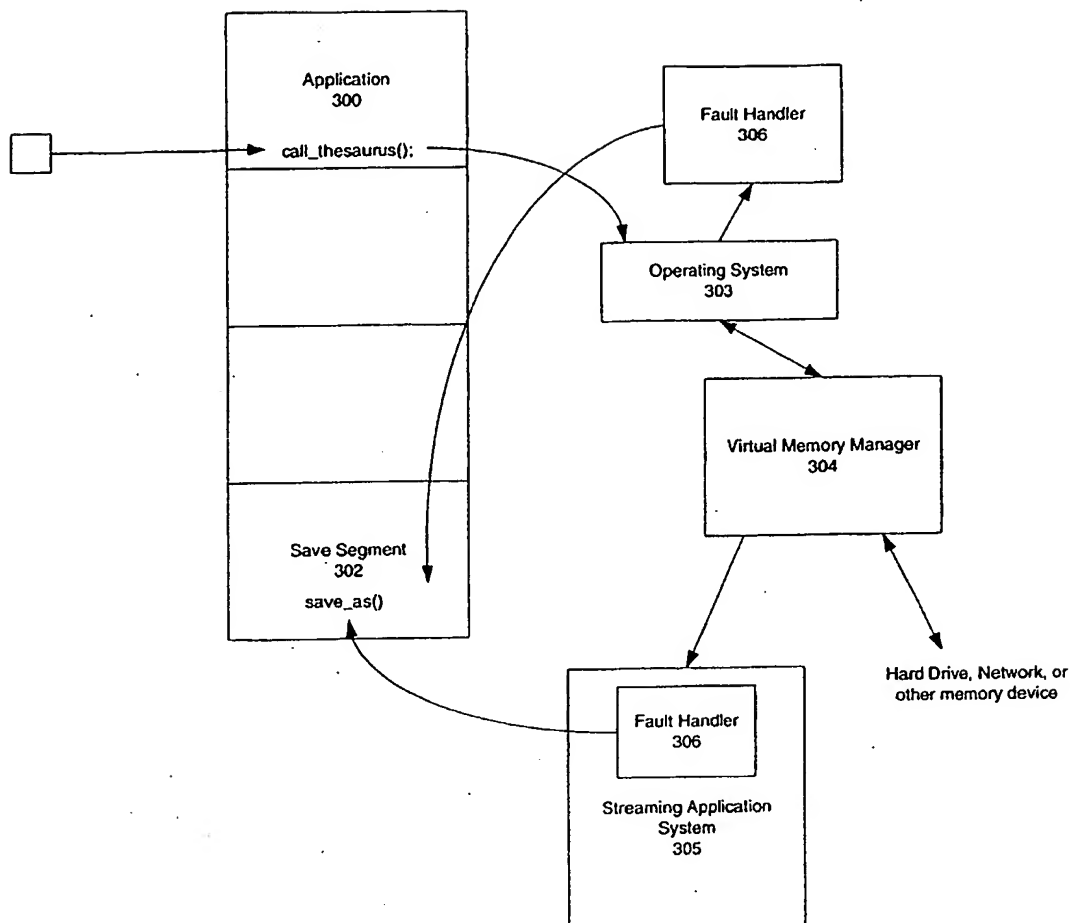 Application
300
call_thesaurus();
Fault Handler
306
Operating System
303
Virtual Memory Manager
304
Save Segment
302
save_as()
Hard Drive, Network, or
other memory device
Fault Handler
306
Streaming Application
System
305